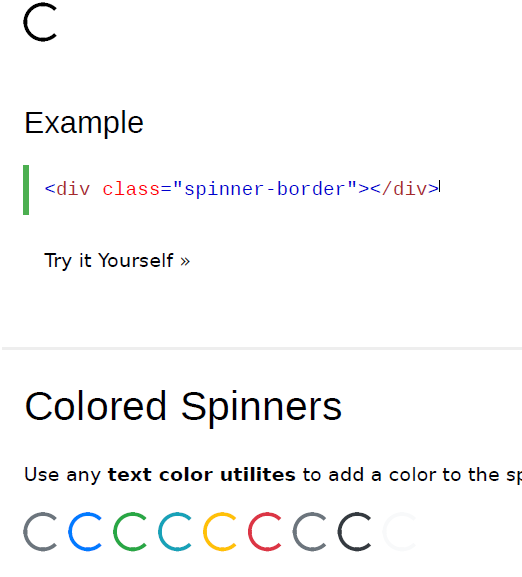 Example
<div class="spinner-border"></div>
Try it Yourself »
Colored Spinners
Use any text color utilites to add a color to the sp